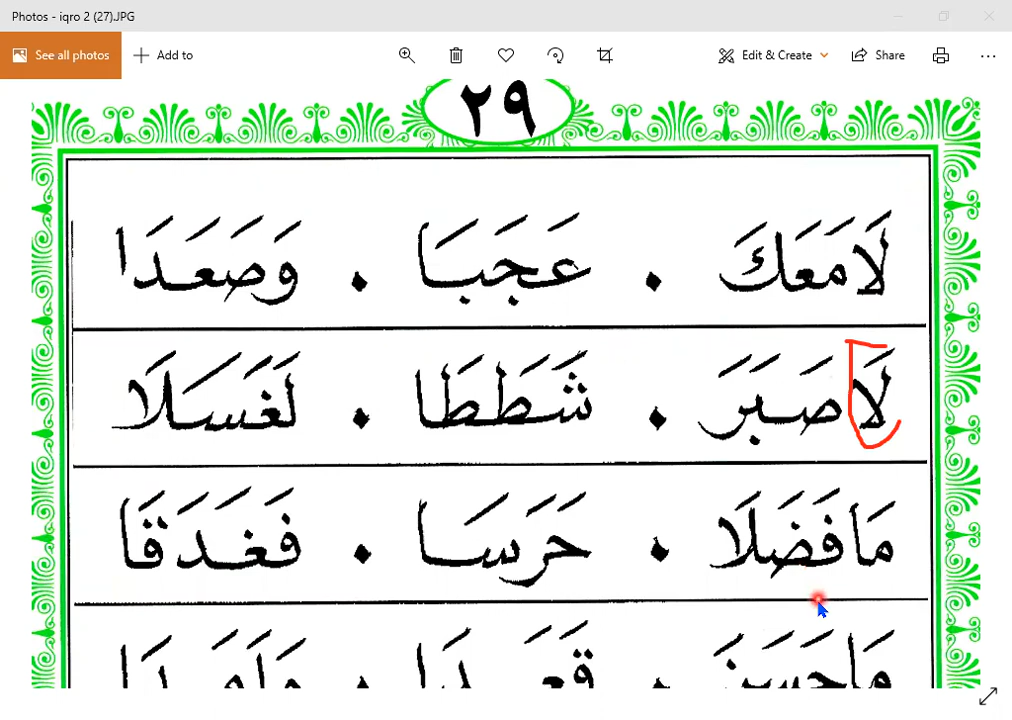 Photos - iqro 2 (27).JPG
See all photos
Add to
Edit & Create
Share
٢٩
لَامَعَكَ . عَجَبَا . وَصَعَدَا
لَاصَبَرَ . شَطَطَا . لَغَسَلَا
مَافَضَلَا . حَرَسَا . فَغَدَقَا